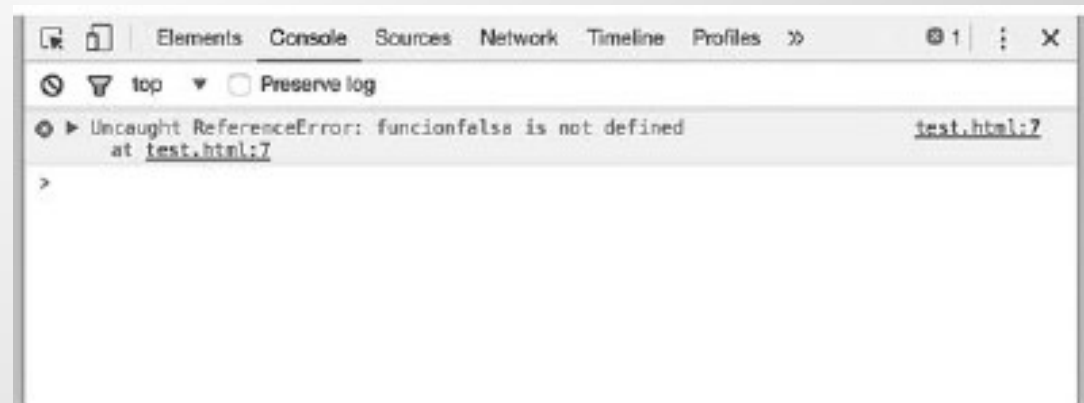 Elements Console Sources Network Timeline Profiles » 1
top Preserve log
Uncaught ReferenceError: funcionfalsa is not defined test.html:7
at test.html:7
>